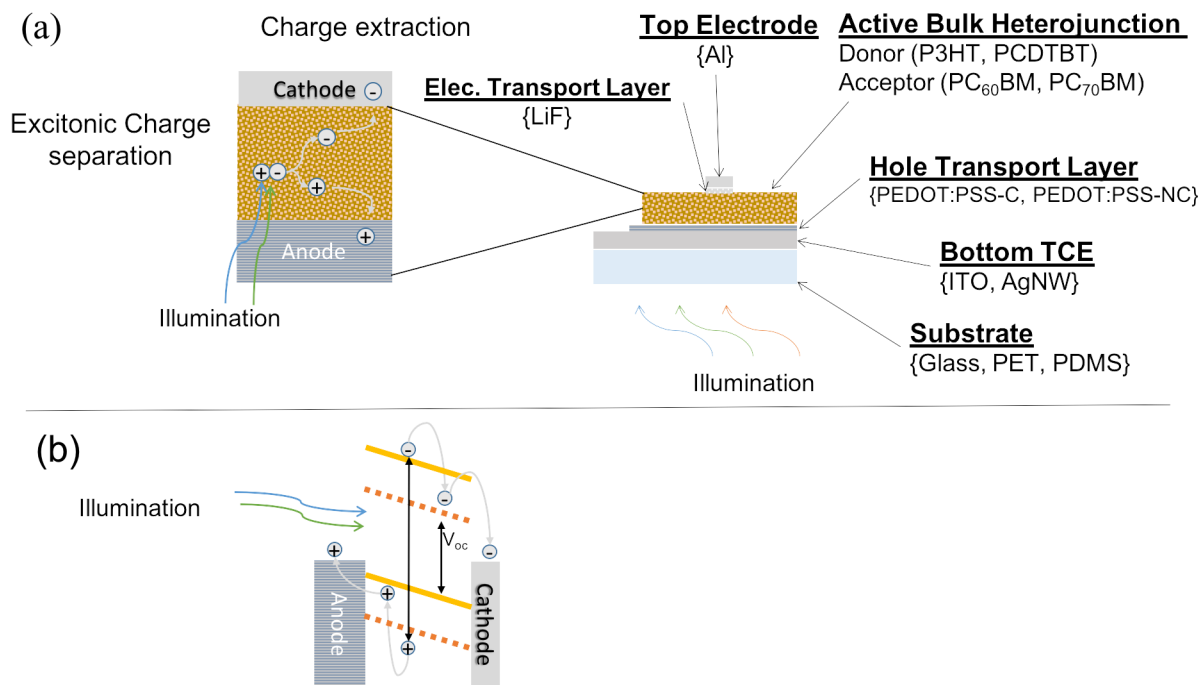 (a)
Charge extraction
Cathode -
Excitonic Charge
separation
+ -
-
+
+
Anode
Illumination
Top Electrode
{Al}
Elec. Transport Layer
{LiF}
Active Bulk Heterojunction
Donor (P3HT, PCDTBT)
Acceptor (PC₆₀BM, PC₇₀BM)
Hole Transport Layer
{PEDOT:PSS-C, PEDOT:PSS-NC}
Bottom TCE
{ITO, AgNW}
Substrate
{Glass, PET, PDMS}
Illumination
(b)
Illumination
-
-
Voc
-
+
+
+
Anode
Cathode